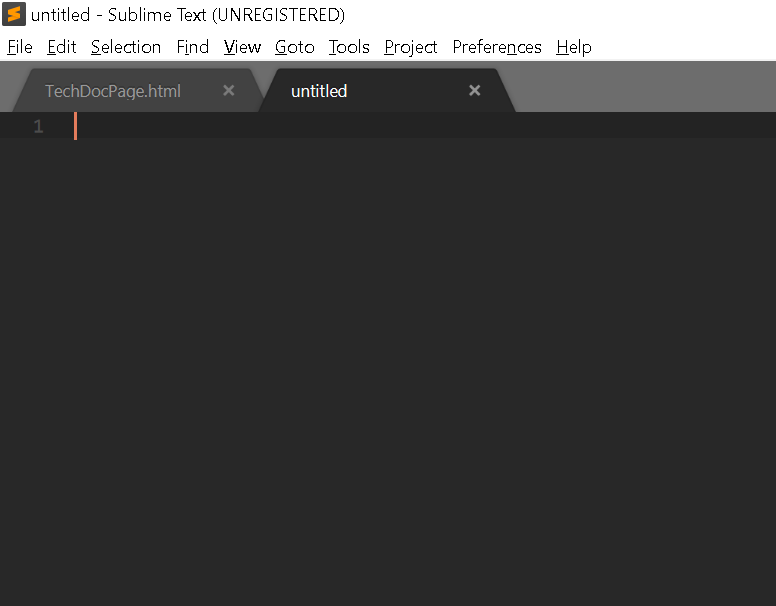 untitled - Sublime Text (UNREGISTERED)
File Edit Selection Find View Goto Tools Project Preferences Help
TechDocPage.html untitled
1